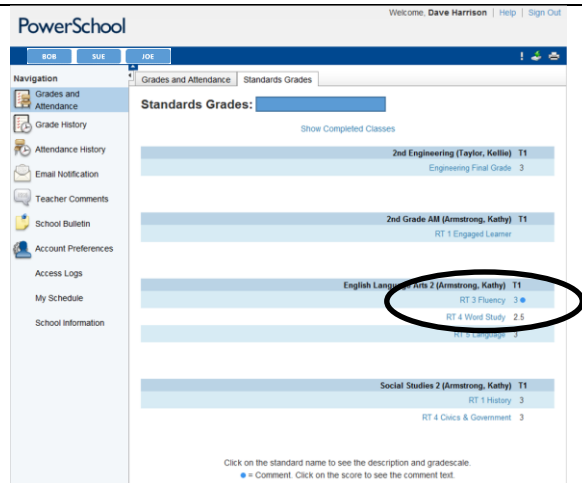 Welcome, Dave Harrison | Help | Sign Out
PowerSchool
BOB SUE JOE
Navigation
Grades and Attendance
Standards Grades
Grades and
Attendance
Grade History
Attendance History
Email Notification
Teacher Comments
School Bulletin
Account Preferences
Access Logs
My Schedule
School Information
Standards Grades:
Show Completed Classes
2nd Engineering (Taylor, Kellie) T1
Engineering Final Grade 3
2nd Grade AM (Armstrong, Kathy) T1
RT 1 Engaged Learner
English Language Arts 2 (Armstrong, Kathy) T1
RT 3 Fluency 3
RT 4 Word Study 2.5
RT 5 Language 3
Social Studies 2 (Armstrong, Kathy) T1
RT 1 History 3
RT 4 Civics & Government 3
Click on the standard name to see the description and gradescale.
= Comment. Click on the score to see the comment text.